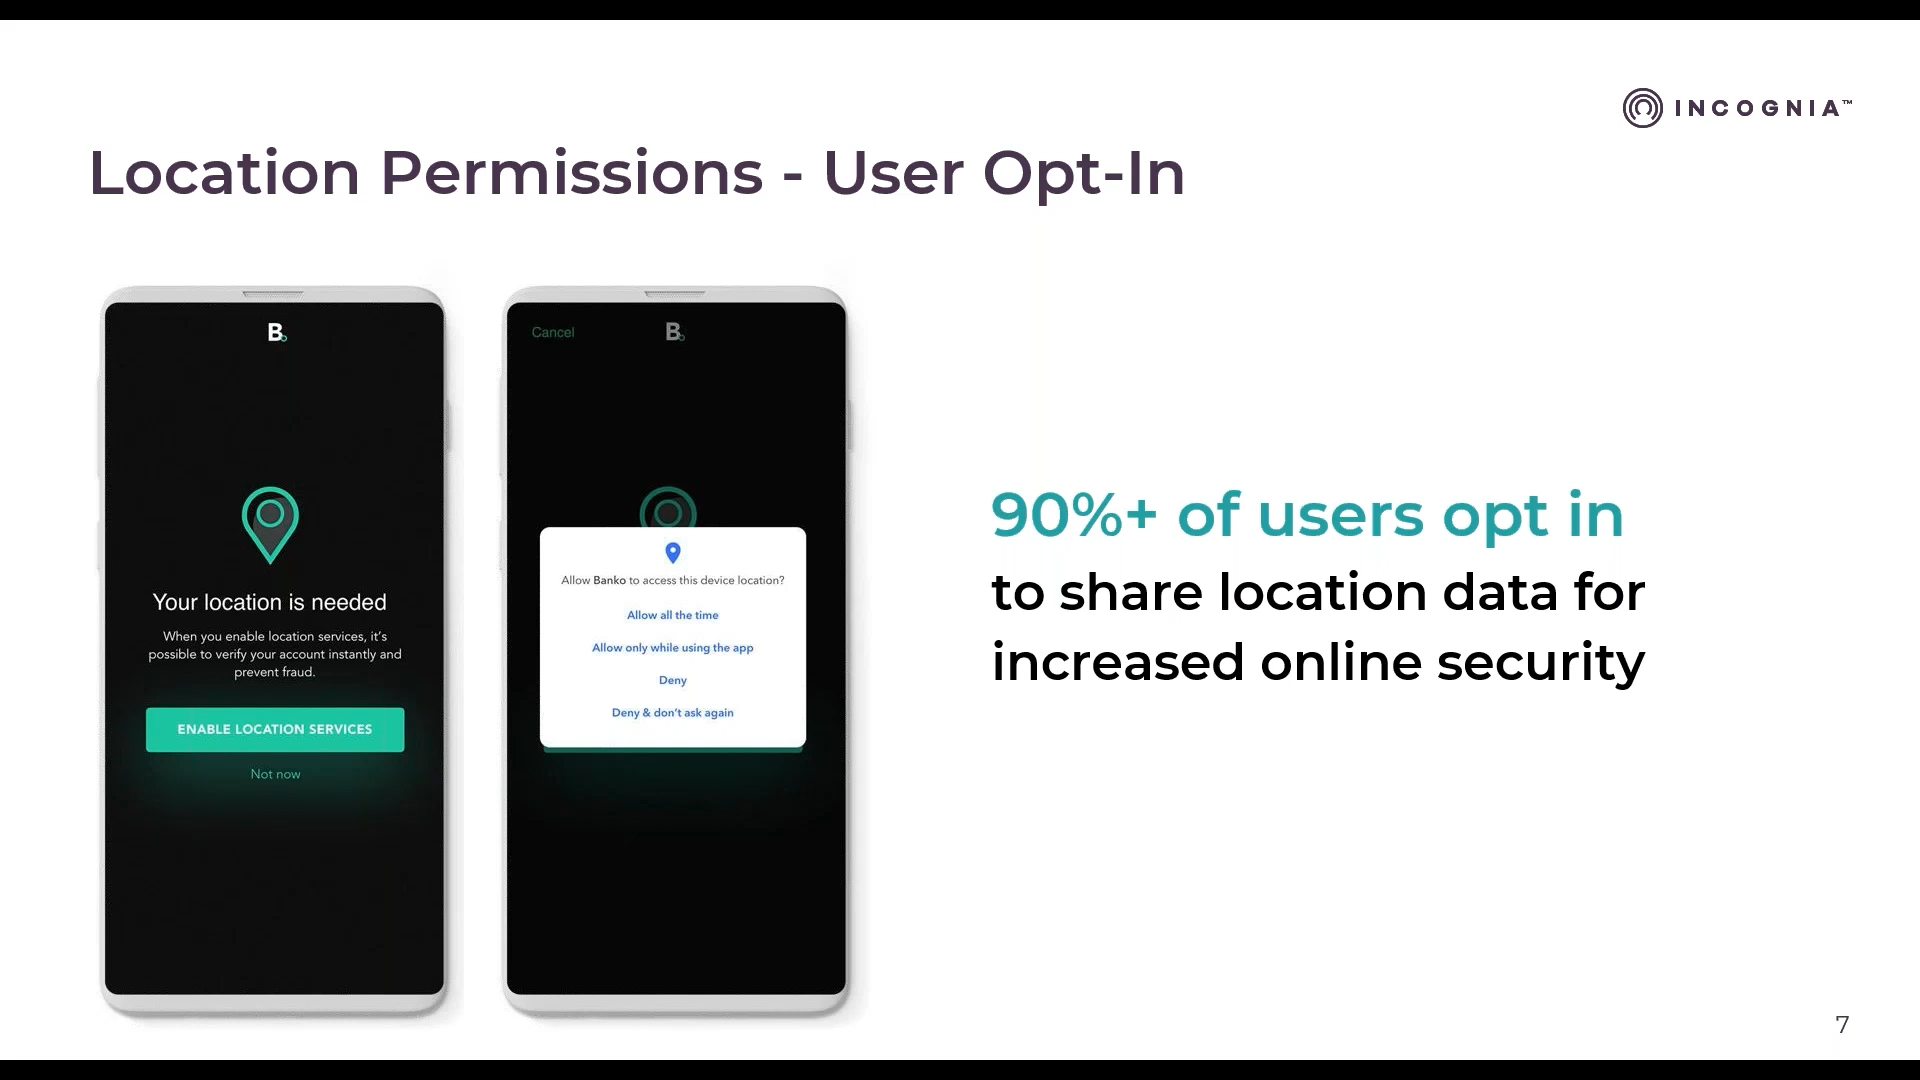 INCOGNIA™
Location Permissions - User Opt-In
B
Your location is needed
When you enable location services, it's
possible to verify your account instantly and
prevent fraud.
ENABLE LOCATION SERVICES
Not now
Cancel
B
Allow Banko to access this device location?
Allow all the time
Allow only while using the app
Deny
Deny & don't ask again
90%+ of users opt in
to share location data for
increased online security
7